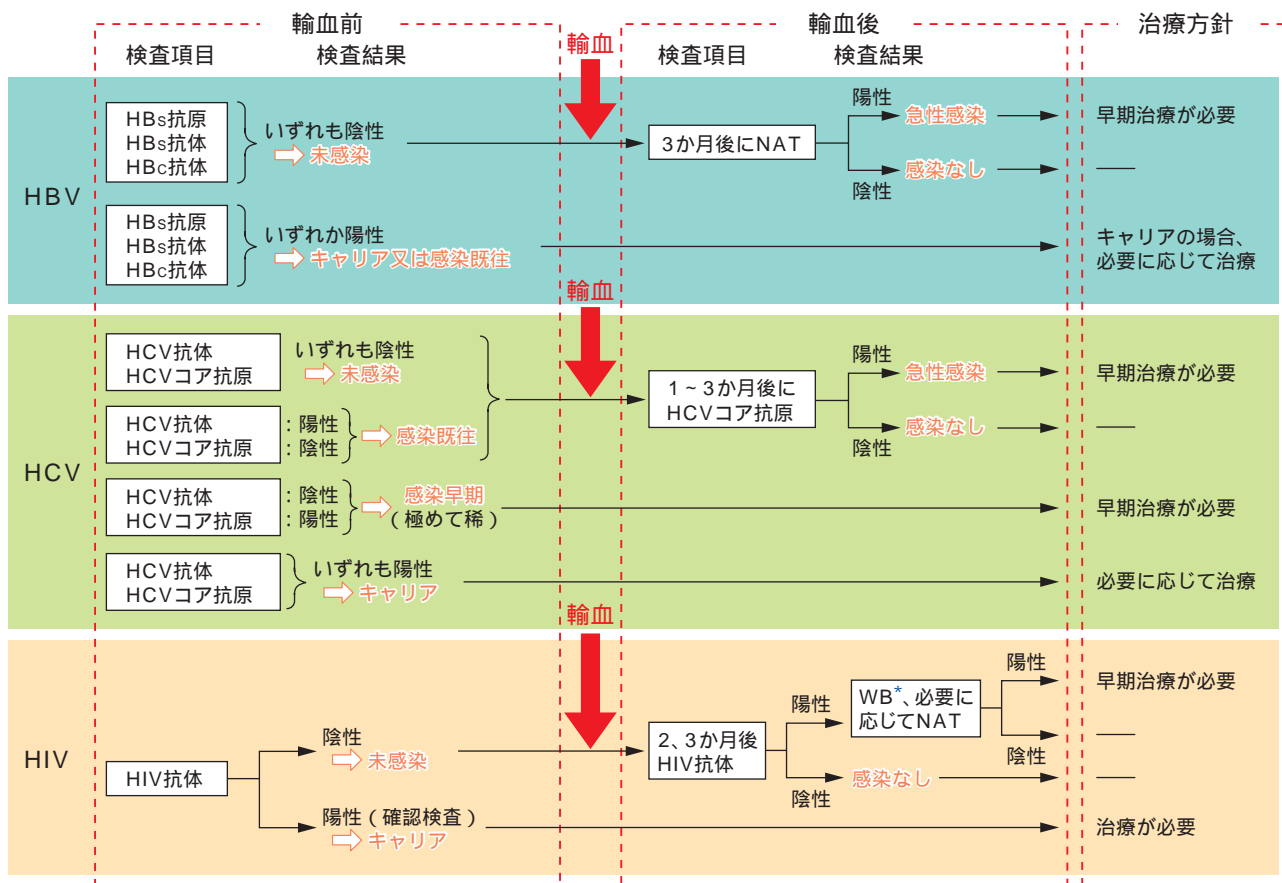 輸血前
輸血
輸血後
治療方針
検査項目
検査結果
検査項目
検査結果
HBV
HBs抗原
HBs抗体
HBc抗体
いずれも陰性
⇨ 未感染
3か月後にNAT
陽性
急性感染
早期治療が必要
感染なし
陰性
―
HBs抗原
HBs抗体
HBc抗体
いずれか陽性
⇨ キャリア又は感染既往
キャリアの場合、
必要に応じて治療
輸血
HCV
HCV抗体
HCVコア抗原
いずれも陰性
⇨ 未感染
HCV抗体 :陽性
HCVコア抗原 :陰性
⇨ 感染既往
1~3か月後に
HCVコア抗原
陽性
急性感染
早期治療が必要
感染なし
陰性
―
HCV抗体 :陰性
HCVコア抗原 :陽性
⇨ 感染早期
(極めて稀)
早期治療が必要
HCV抗体
HCVコア抗原
いずれも陽性
⇨ キャリア
必要に応じて治療
輸血
HIV
HIV抗体
陰性
⇨ 未感染
2、3か月後
HIV抗体
陽性
WB*、必要に
応じてNAT
陽性
早期治療が必要
陰性
―
陰性
感染なし
―
陽性(確認検査)
⇨ キャリア
治療が必要